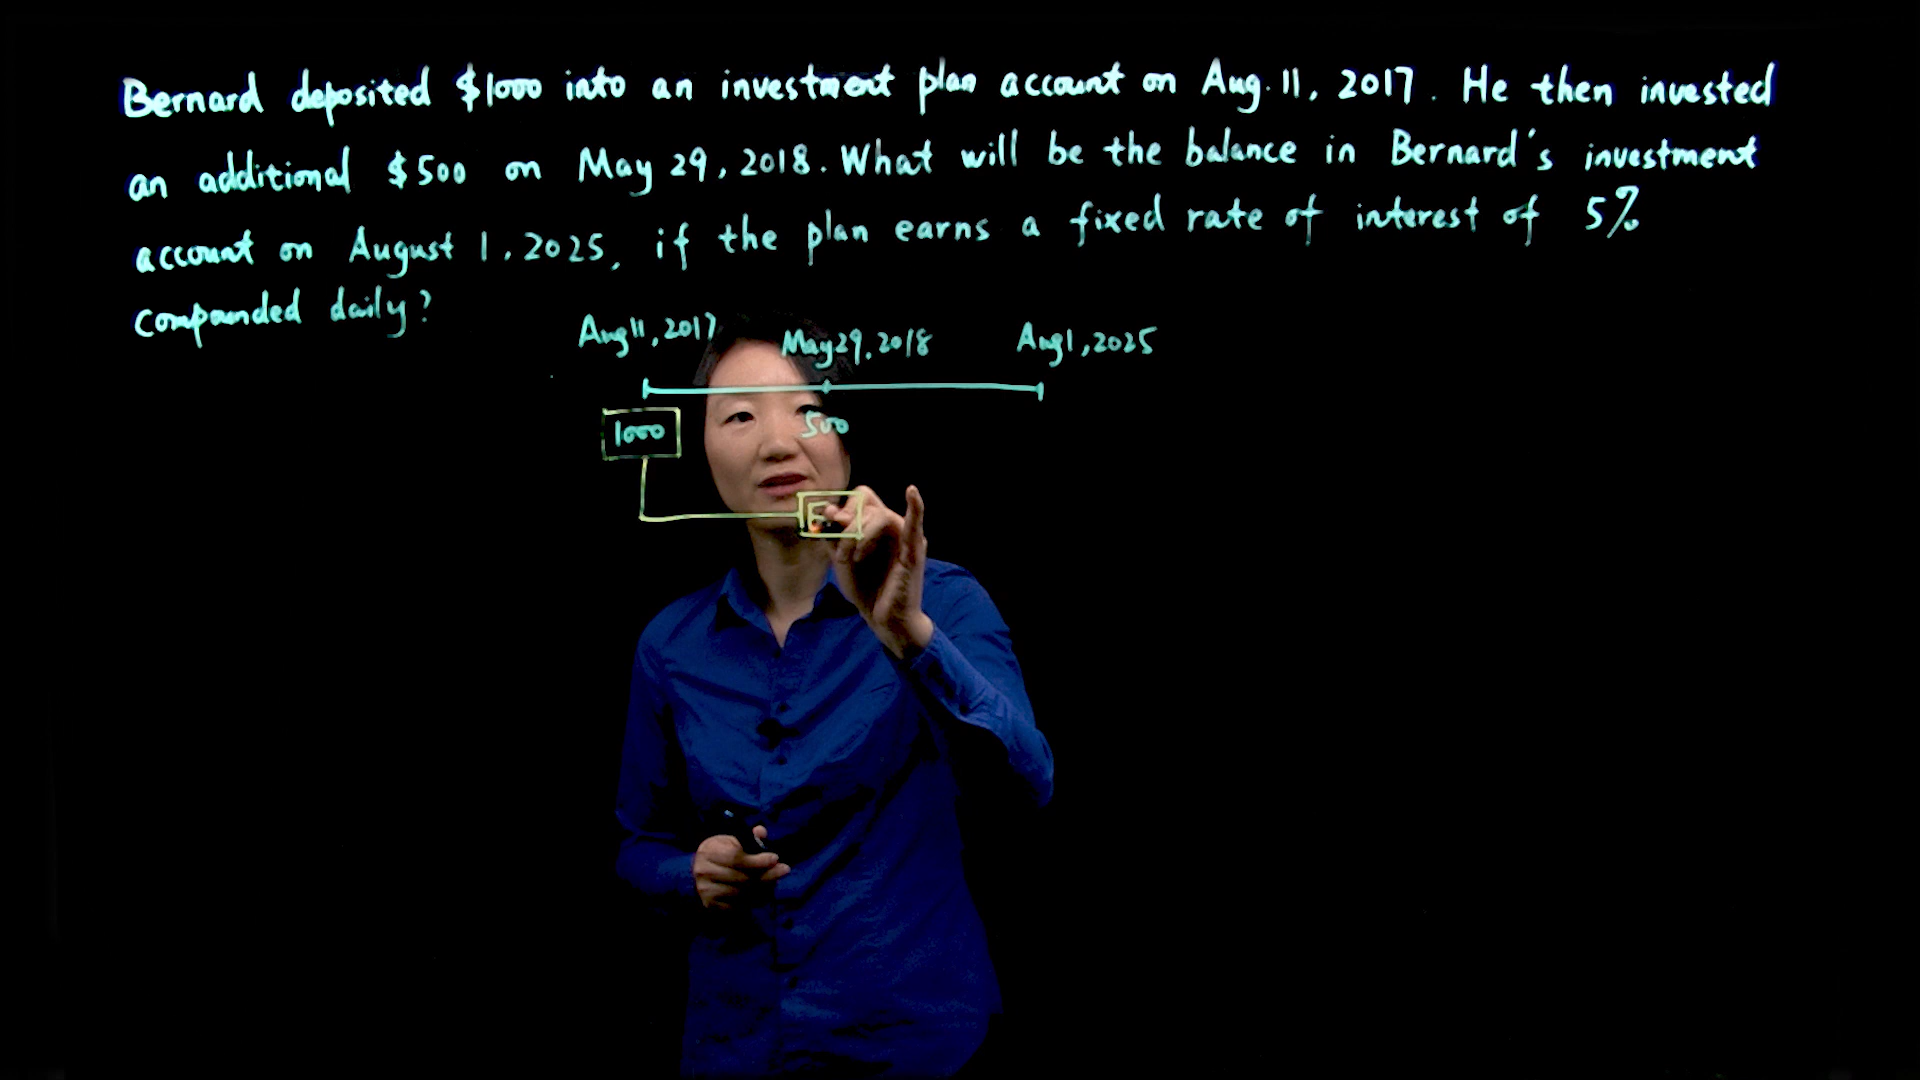 Bernard deposited $1000 into an investment plan account on Aug. 11, 2017. He then invested
an additional $500 on May 29, 2018. What will be the balance in Bernard's investment
account on August 1, 2025, if the plan earns a fixed rate of interest of 5%
compounded daily?
Aug 11, 2017 May 29, 2018 Aug 1, 2025
1000 500
F